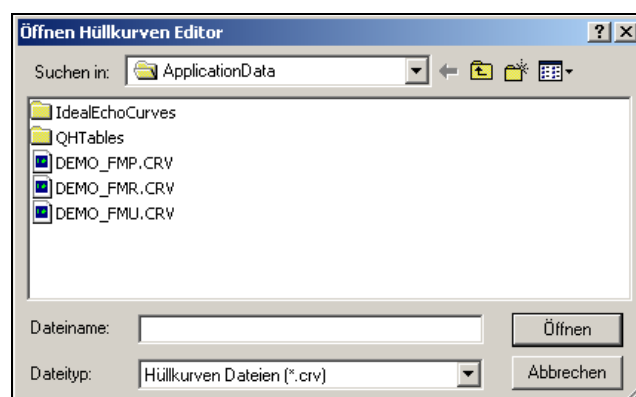 Öffnen Hüllkurven Editor
Suchen in: ApplicationData
IdealEchoCurves
QHTables
DEMO_FMP.CRV
DEMO_FMR.CRV
DEMO_FMU.CRV
Dateiname: Öffnen
Dateityp: Hüllkurven Dateien (*.crv) Abbrechen